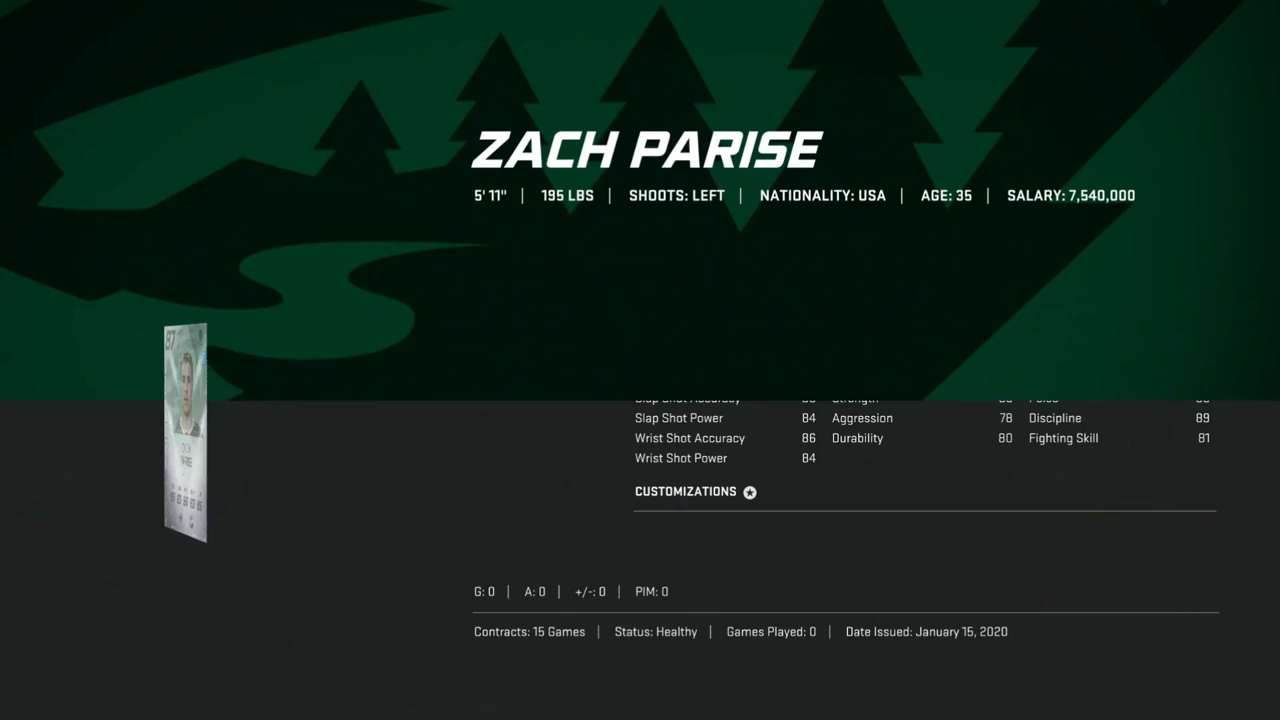 ZACH PARISE
5' 11" | 195 LBS | SHOOTS: LEFT | NATIONALITY: USA | AGE: 35 | SALARY: 7,540,000
Slap Shot Power 84 Aggression 78 Discipline 89
Wrist Shot Accuracy 86 Durability 80 Fighting Skill 81
Wrist Shot Power 84
CUSTOMIZATIONS
G: 0 | A: 0 | +/-: 0 | PIM: 0
Contracts: 15 Games | Status: Healthy | Games Played: 0 | Date Issued: January 15, 2020